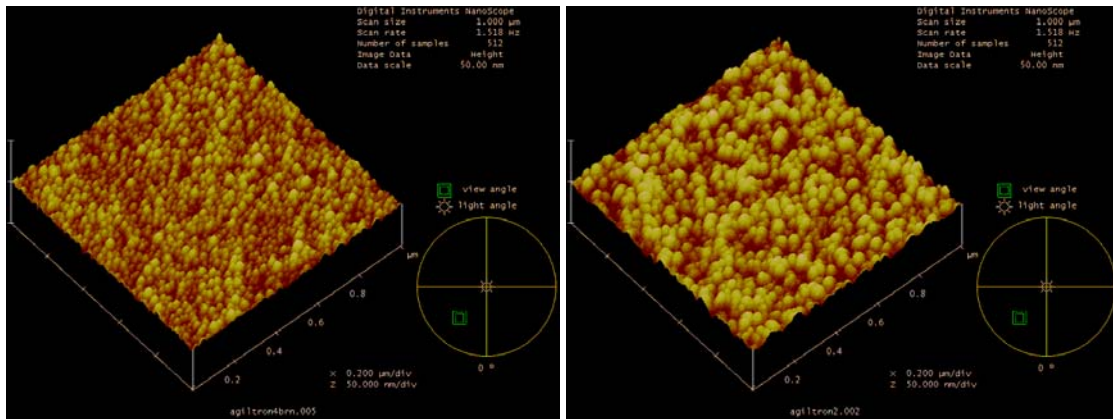 Digital Instruments NanoScope
Scan size 1.000 µm
Scan rate 1.518 Hz
Number of samples 512
Image Data Height
Data scale 50.00 nm
view angle
light angle
µm
0.8
0.6
0.4
0.2
X 0.200 µm/div
Z 50.000 nm/div
0 º
agiltron4brn.005
Digital Instruments NanoScope
Scan size 1.000 µm
Scan rate 1.518 Hz
Number of samples 512
Image Data Height
Data scale 50.00 nm
view angle
light angle
µm
0.8
0.6
0.4
0.2
X 0.200 µm/div
Z 50.000 nm/div
0 º
agiltron2.002